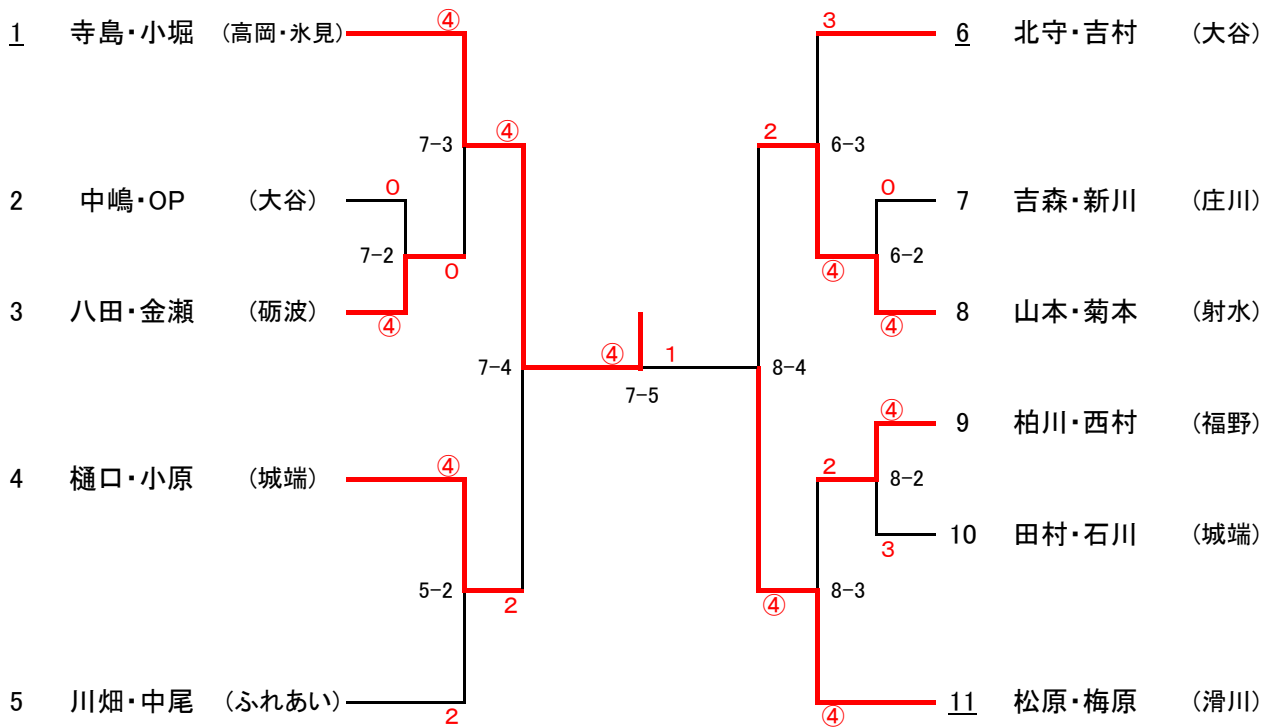 ④ 3
1 寺島・小堀 (高岡・氷見) 6 北守・吉村 (大谷)
④ 2
7-3 6-3
0 0
2 中嶋・OP (大谷) 7 吉森・新川 (庄川)
7-2 6-2
0 ④
3 八田・金瀬 (砺波) 8 山本・菊本 (射水)
④ ④
④ 1
7-4 8-4
7-5
④
9 柏川・西村 (福野)
④ 2
4 樋口・小原 (城端) 8-2
10 田村・石川 (城端)
3
5-2 8-3
2 ④
5 川畑・中尾 (ふれあい) 11 松原・梅原 (滑川)
2 ④